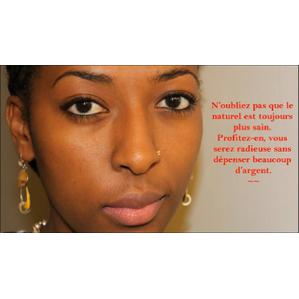 N'oubliez pas que le
naturel est toujours
plus sain.
Profitez-en, vous
serez radieuse sans
dépenser beaucoup
d'argent.
~~